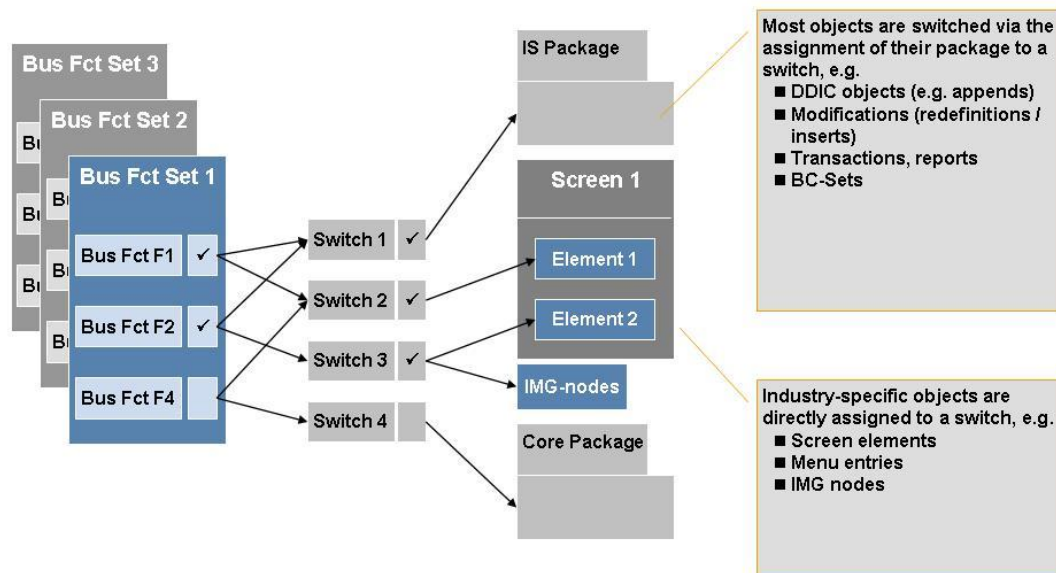 Bus Fct Set 3
Bus Fct Set 2
Bus Fct Set 1
Bus Fct F1 ✓
Bus Fct F2 ✓
Bus Fct F4
Switch 1 ✓
Switch 2 ✓
Switch 3 ✓
Switch 4
IS Package
Screen 1
Element 1
Element 2
IMG-nodes
Core Package
Most objects are switched via the
assignment of their package to a
switch, e.g.
■ DDIC objects (e.g. appends)
■ Modifications (redefinitions /
inserts)
■ Transactions, reports
■ BC-Sets
Industry-specific objects are
directly assigned to a switch, e.g.
■ Screen elements
■ Menu entries
■ IMG nodes